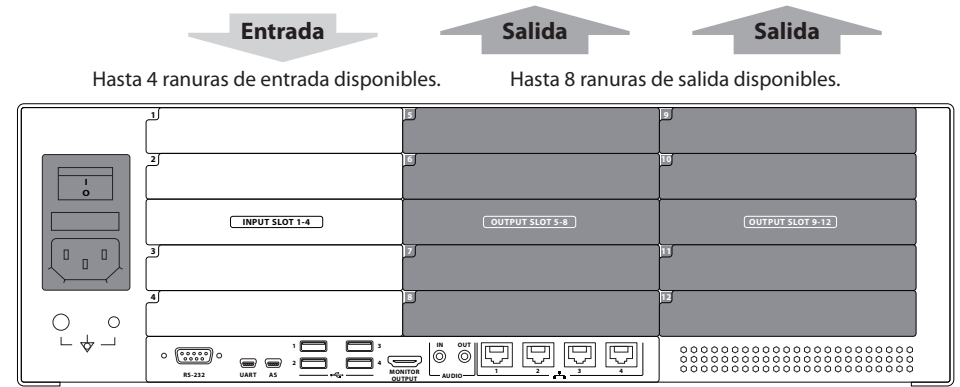 Entrada Salida Salida
Hasta 4 ranuras de entrada disponibles. Hasta 8 ranuras de salida disponibles.
1 5 9
2 6 10
I
O
INPUT SLOT 1-4 OUTPUT SLOT 5-8 OUTPUT SLOT 9-12
3 7 11
4 8 12
1 3 IN OUT
2 4
RS-232 UART AS MONITOR OUTPUT AUDIO 1 2 3 4